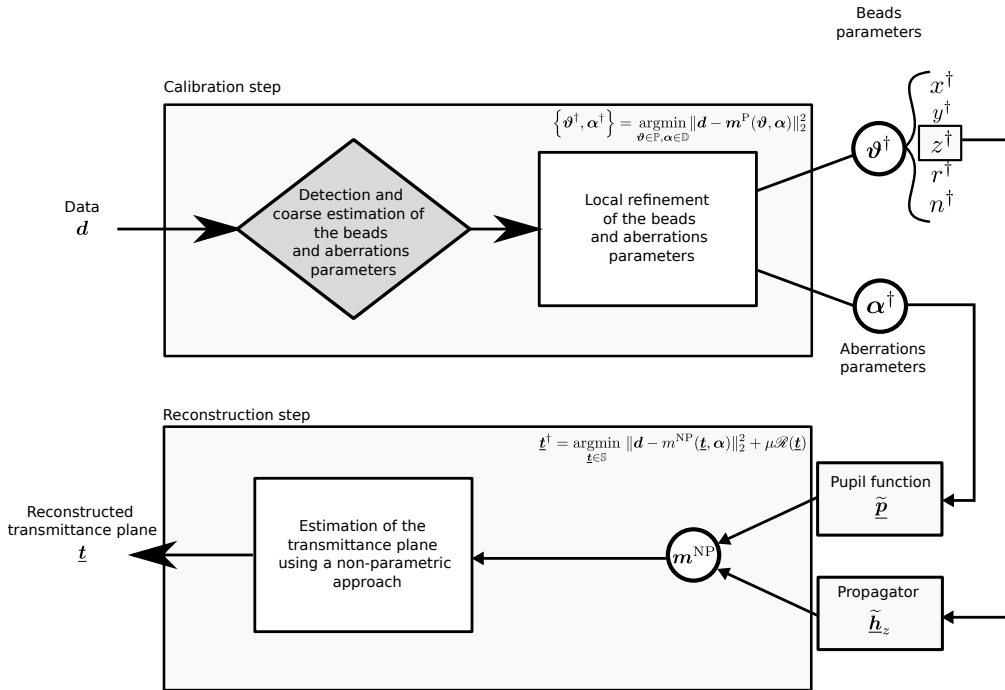 Beads
parameters
Calibration step
{ϑ†, α†} = argmin ‖d − m^P(ϑ, α)‖₂²
ϑ∈ℙ,α∈𝔻
x†
y†
z†
r†
n†
ϑ†
Data
d
Detection and
coarse estimation of
the beads
and aberrations
parameters
Local refinement
of the beads
and aberrations
parameters
α†
Aberrations
parameters
Reconstruction step
t̲† = argmin ‖d − m^NP(t̲, α)‖₂² + μℛ(t̲)
t̲∈𝕊
Pupil function
p̲̃
Reconstructed
transmittance plane
t̲
Estimation of the
transmittance plane
using a non-parametric
approach
m^NP
Propagator
h̲̃_z